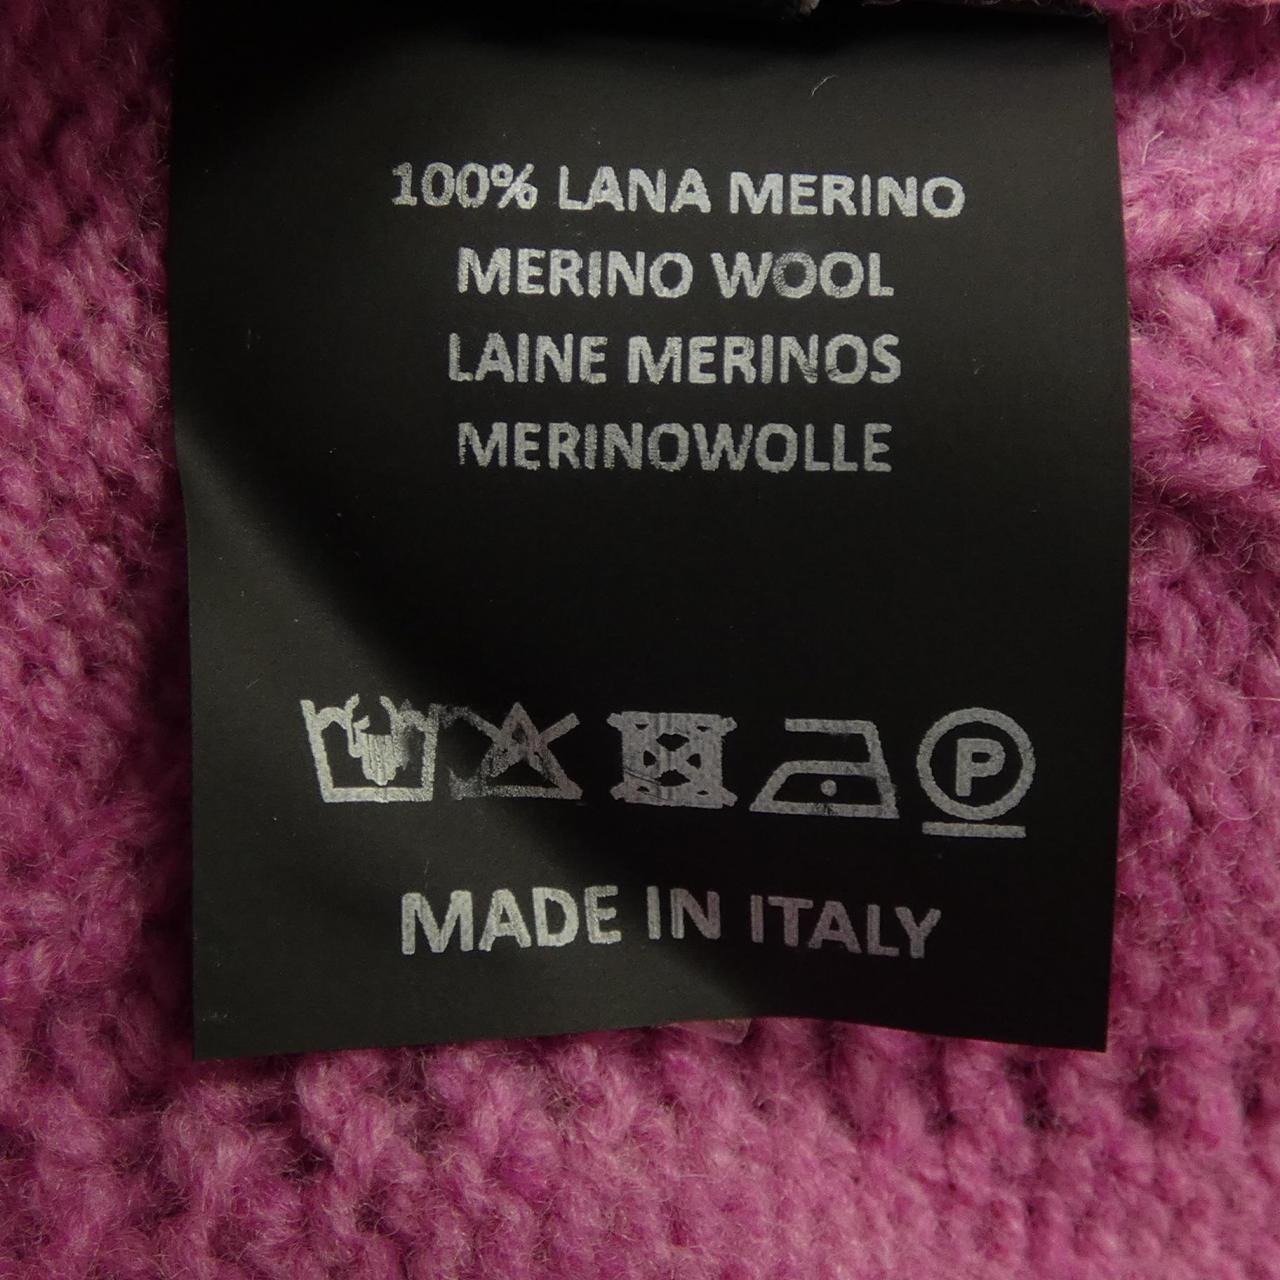 100% LANA MERINO
MERINO WOOL
LAINE MERINOS
MERINOWOLLE
P
MADE IN ITALY